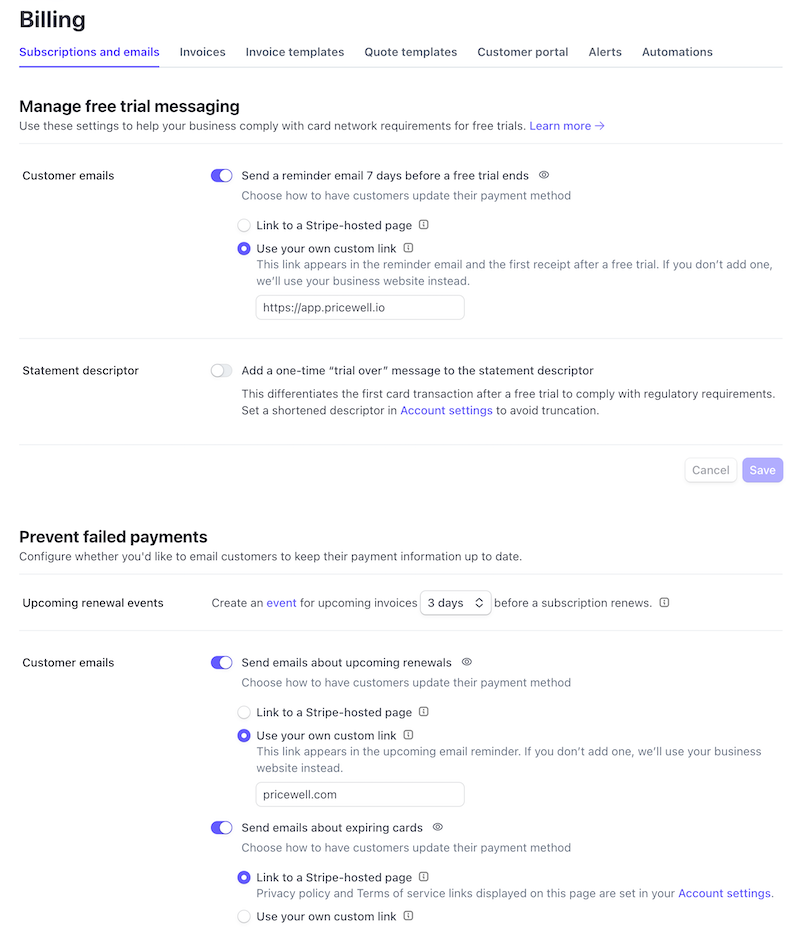 Billing
Subscriptions and emails Invoices Invoice templates Quote templates Customer portal Alerts Automations
Manage free trial messaging
Use these settings to help your business comply with card network requirements for free trials. Learn more →
Customer emails
Send a reminder email 7 days before a free trial ends
Choose how to have customers update their payment method
Link to a Stripe-hosted page
Use your own custom link
This link appears in the reminder email and the first receipt after a free trial. If you don’t add one,
we’ll use your business website instead.
https://app.pricewell.io
Statement descriptor
Add a one-time “trial over” message to the statement descriptor
This differentiates the first card transaction after a free trial to comply with regulatory requirements.
Set a shortened descriptor in Account settings to avoid truncation.
Cancel Save
Prevent failed payments
Configure whether you'd like to email customers to keep their payment information up to date.
Upcoming renewal events
Create an event for upcoming invoices 3 days before a subscription renews.
Customer emails
Send emails about upcoming renewals
Choose how to have customers update their payment method
Link to a Stripe-hosted page
Use your own custom link
This link appears in the upcoming email reminder. If you don’t add one, we’ll use your business
website instead.
pricewell.com
Send emails about expiring cards
Choose how to have customers update their payment method
Link to a Stripe-hosted page
Privacy policy and Terms of service links displayed on this page are set in your Account settings.
Use your own custom link